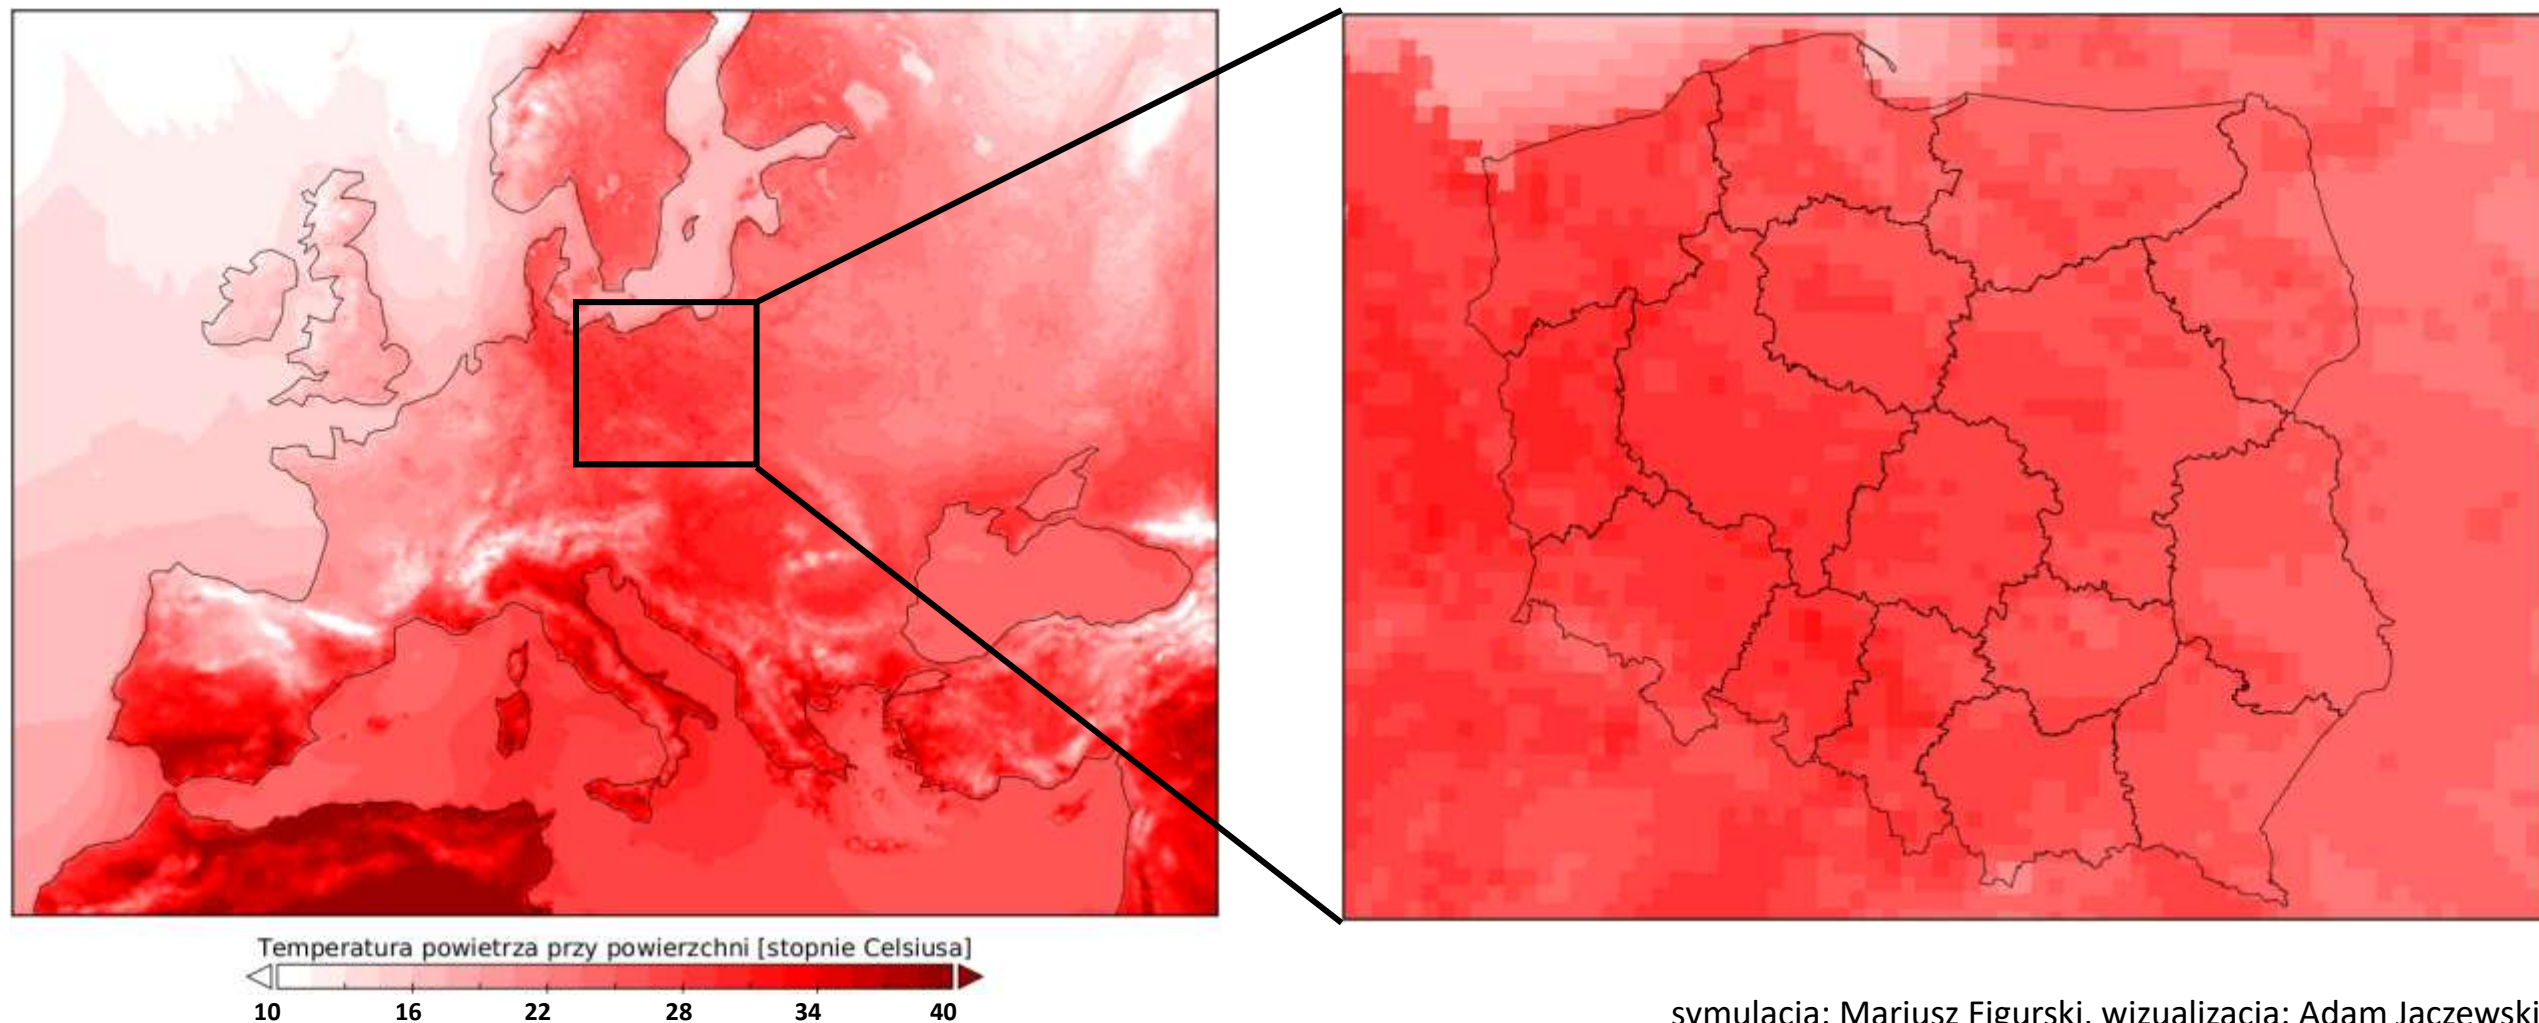 Temperatura powietrza przy powierzchni [stopnie Celsiusa]
10 16 22 28 34 40
symulacja: Mariusz Figurski, wizualizacja: Adam Jaczewski